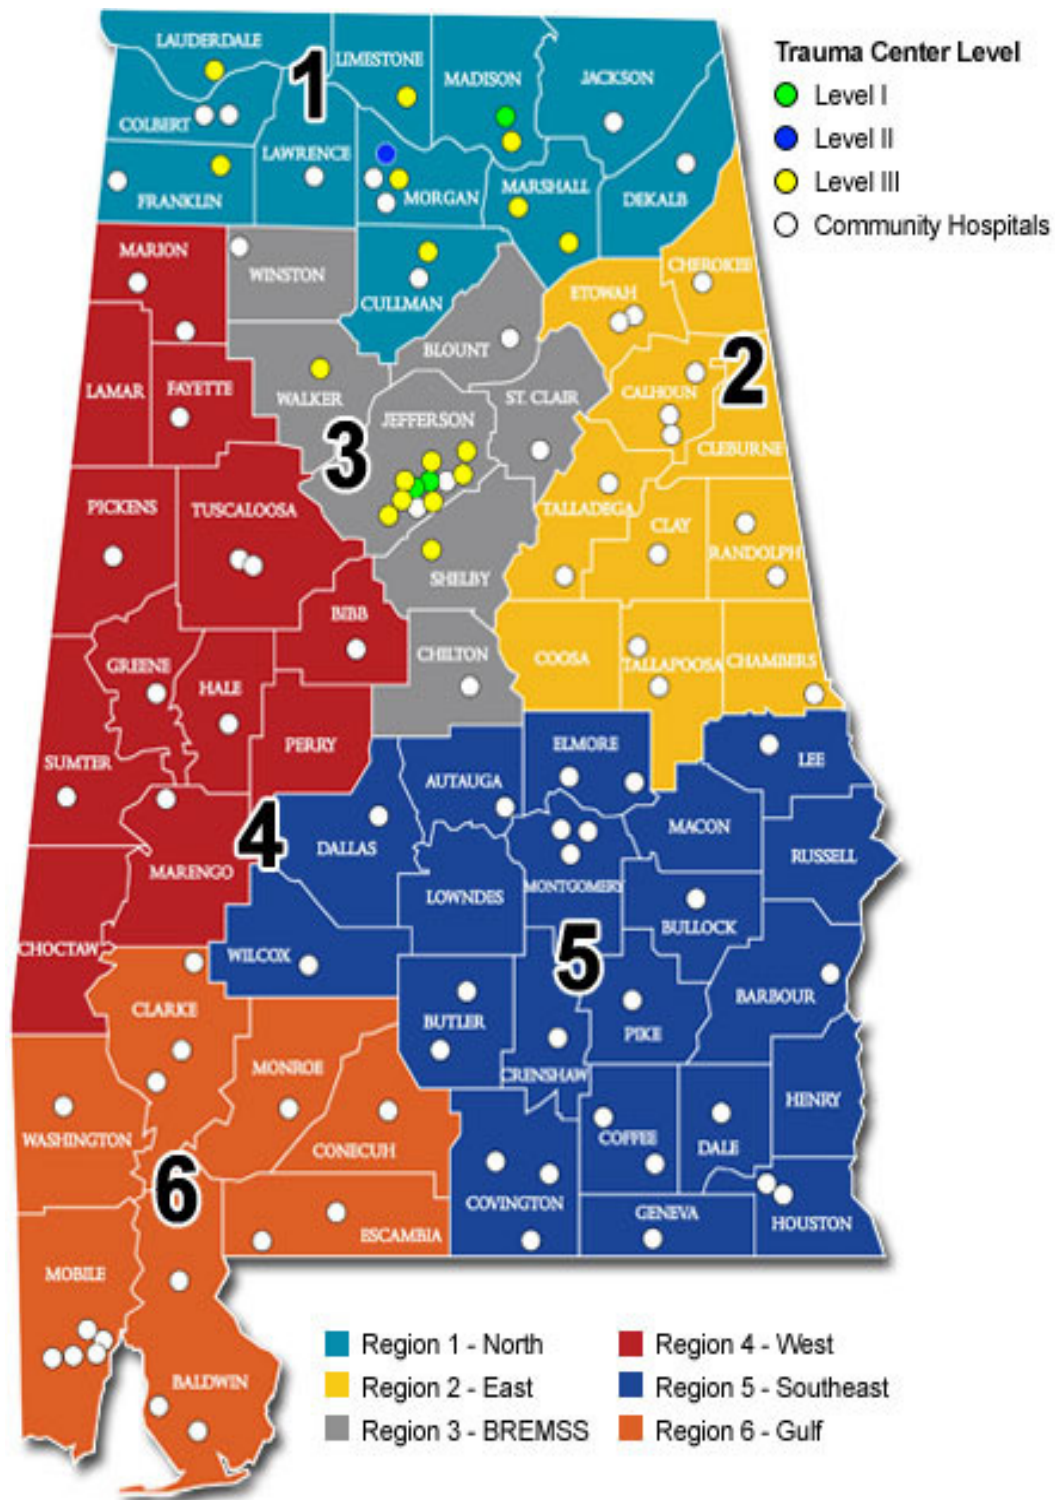 LAUDERDALE
LIMESTONE
MADISON
JACKSON
1
COLBERT
LAWRENCE
FRANKLIN
MORGAN
MARSHALL
DEKALB
Trauma Center Level
Level I
Level II
Level III
Community Hospitals
MARION
WINSTON
CULLMAN
ETOWAH
CHEROKEE
BLOUNT
2
LAMAR
FAYETTE
WALKER
JEFFERSON
ST. CLAIR
CALHOUN
CLEBURNE
3
PICKENS
TUSCALOOSA
TALLADEGA
CLAY
RANDOLPH
SHELBY
BIBB
GREENE
HALE
CHILTON
COOSA
TALLAPOOSA
CHAMBERS
SUMTER
PERRY
ELMORE
LEE
AUTAUGA
4
MARENGO
DALLAS
MACON
RUSSELL
LOWNDES
MONTGOMERY
BULLOCK
CHOCTAW
WILCOX
5
CLARKE
BUTLER
PIKE
BARBOUR
MONROE
CRENSHAW
HENRY
WASHINGTON
CONECUH
COFFEE
DALE
6
ESCAMBIA
COVINGTON
GENEVA
HOUSTON
MOBILE
BALDWIN
Region 1 - North
Region 2 - East
Region 3 - BREMSS
Region 4 - West
Region 5 - Southeast
Region 6 - Gulf